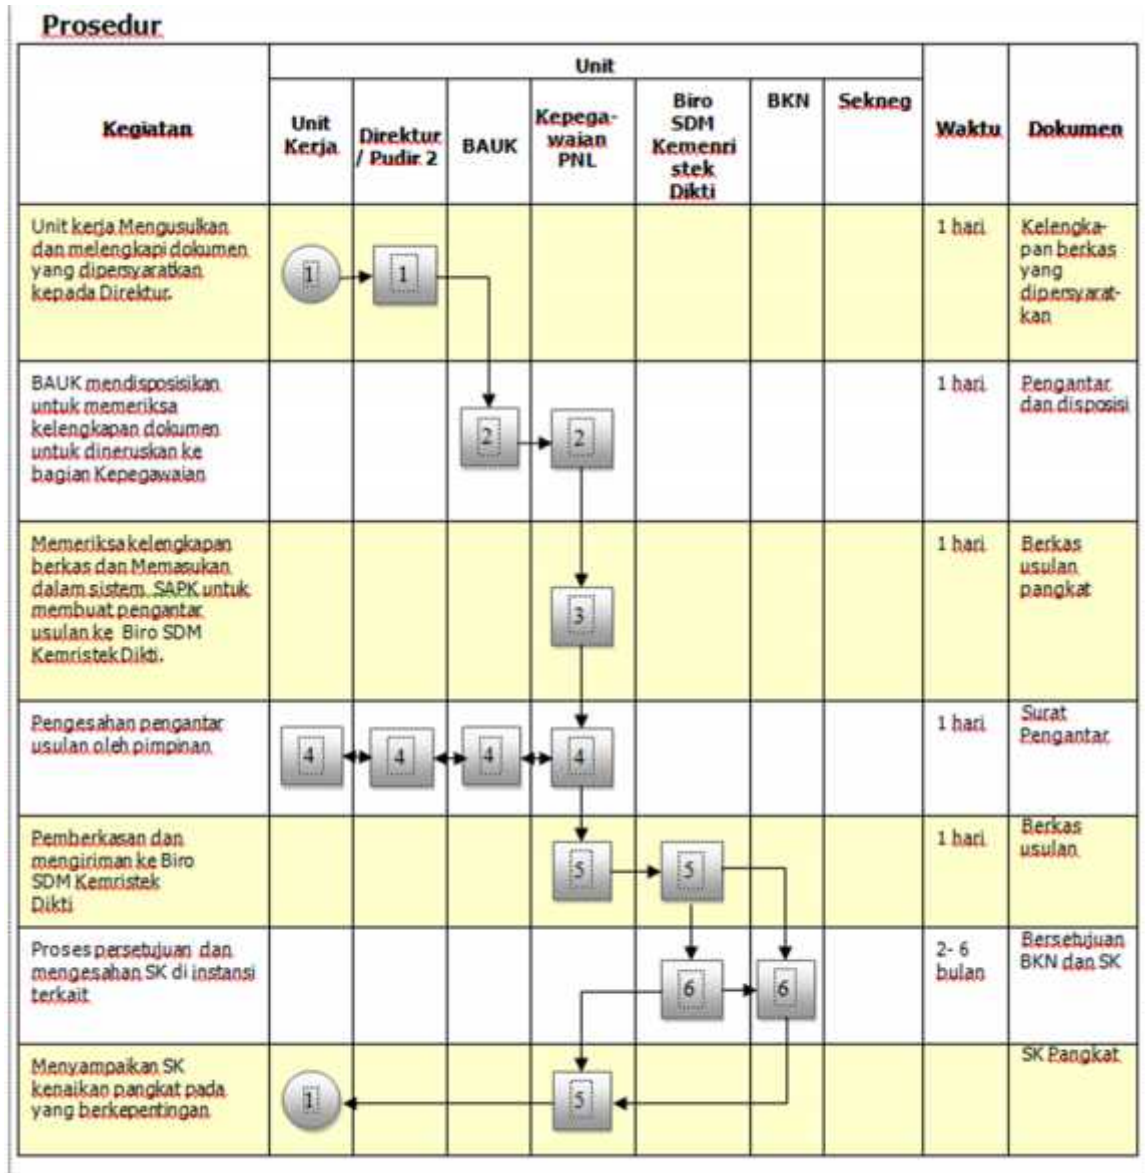 Prosedur
Kegiatan
Unit
Waktu
Dokumen
Unit
Kerja
Direktur
/ Pudir 2
BAUK
Kepega-
waian
PNL
Biro
SDM
Kemenri
stek
Dikti
BKN
Sekneg
Unit kerja Mengusulkan
dan melengkapi dokumen
yang dipersyaratkan
kepada Direktur.
1
1
1 hari
Kelengka-
pan berkas
yang
dipersyarat-
kan
BAUK mendisposisikan
untuk memeriksa
kelengkapan dokumen
untuk dineruskan ke
bagian Kepegawaian
2
2
1 hari
Pengantar
dan disposisi
Memeriksa kelengkapan
berkas dan Memasukan
dalam sistem SAPK untuk
membuat pengantar
usulan ke Biro SDM
Kemristek Dikti.
3
1 hari
Berkas
usulan
pangkat
Pengesahan pengantar
usulan oleh pimpinan
4
4
4
4
1 hari
Surat
Pengantar
Pemberkasan dan
mengiriman ke Biro
SDM Kemristek
Dikti
5
5
1 hari
Berkas
usulan
Proses persetujuan dan
mengesahan SK di instansi
terkait
6
6
2- 6
bulan
Bersetujuan
BKN dan SK
Menyampaikan SK
kenaikan pangkat pada
yang berkepentingan
1
5
SK Pangkat